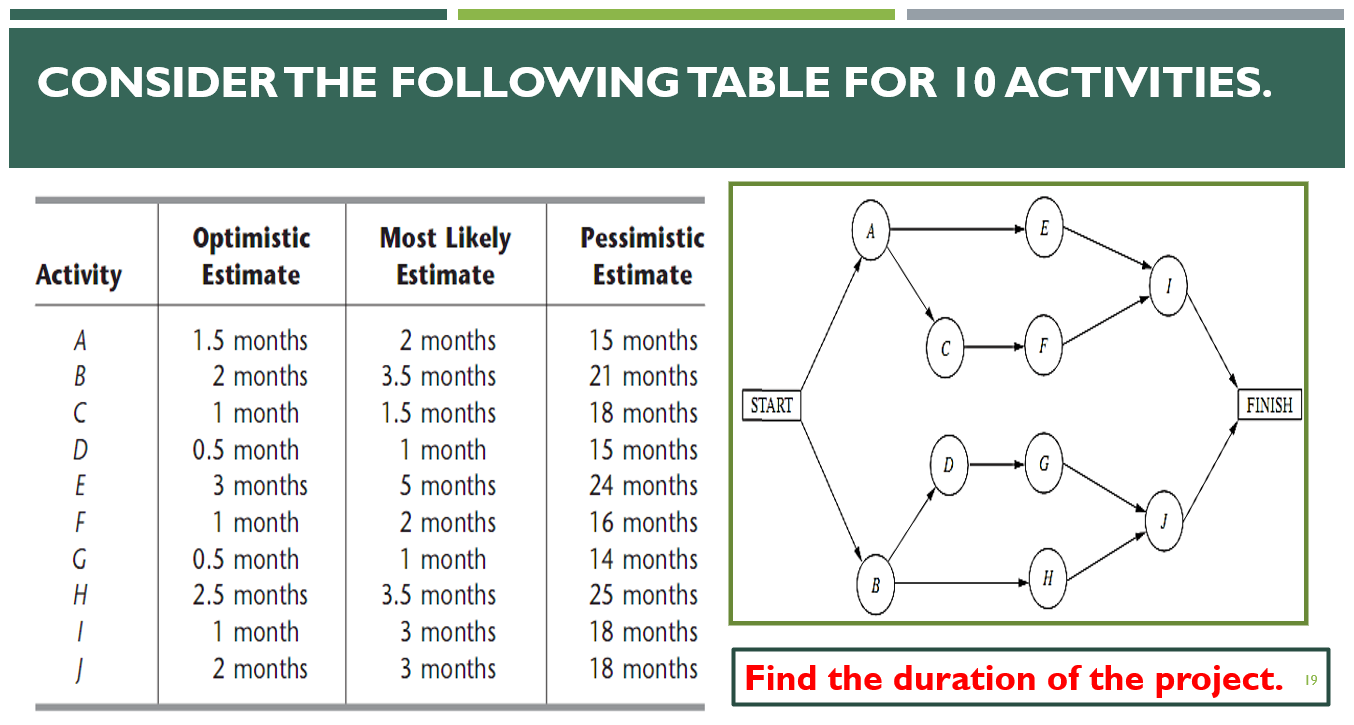 CONSIDER THE FOLLOWING TABLE FOR 10 ACTIVITIES.
Activity Optimistic Estimate Most Likely Estimate Pessimistic Estimate
A 1.5 months 2 months 15 months
B 2 months 3.5 months 21 months
C 1 month 1.5 months 18 months
D 0.5 month 1 month 15 months
E 3 months 5 months 24 months
F 1 month 2 months 16 months
G 0.5 month 1 month 14 months
H 2.5 months 3.5 months 25 months
I 1 month 3 months 18 months
J 2 months 3 months 18 months
A E
I
C F
START FINISH
D G
J
B H
Find the duration of the project. 19